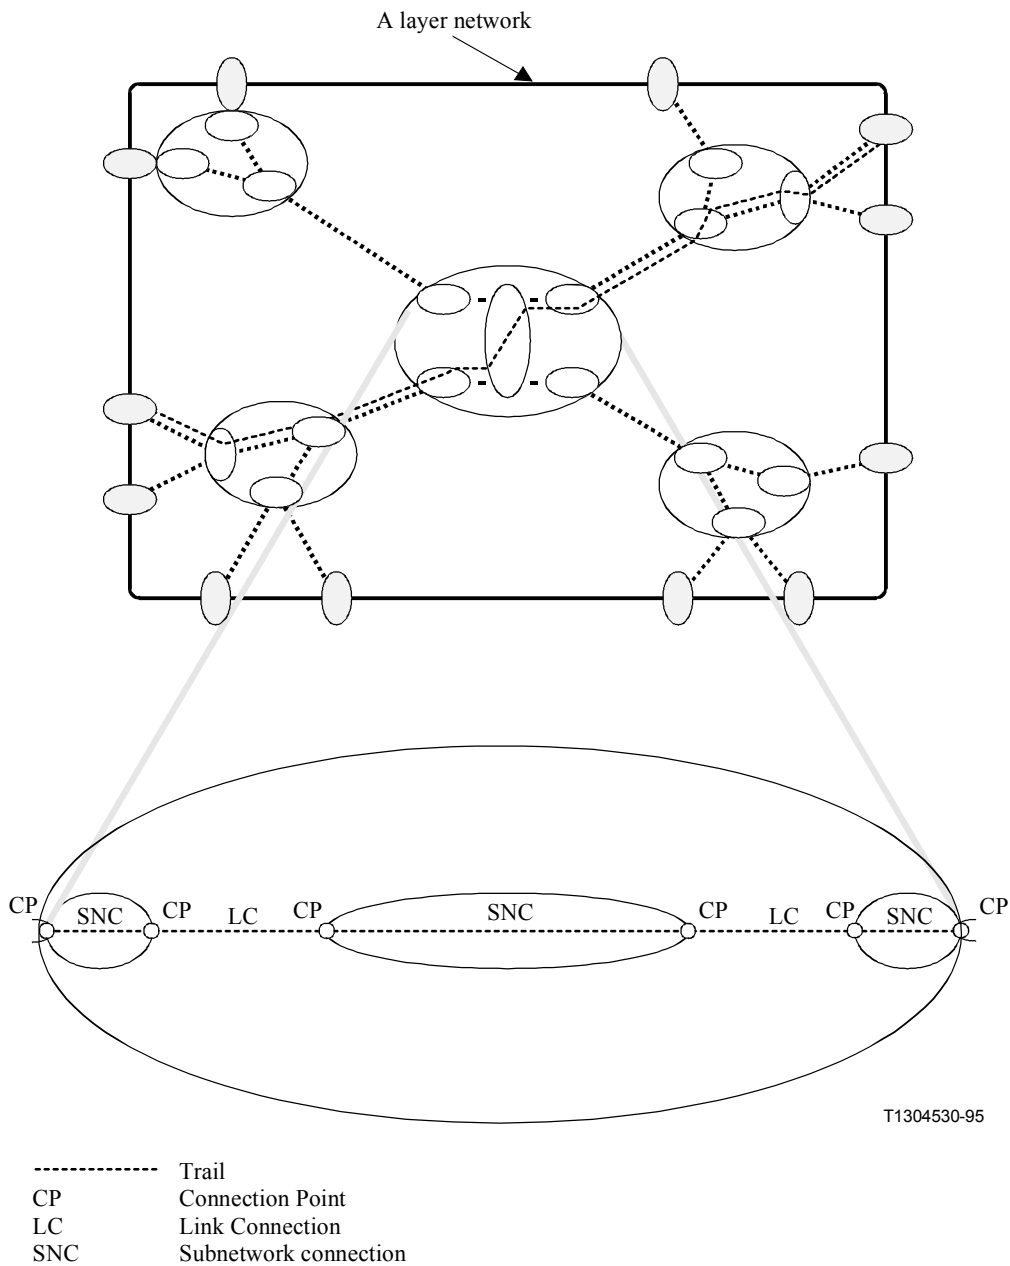 A layer network
CP SNC CP LC CP SNC CP LC CP SNC CP
T1304530-95
Trail
CP Connection Point
LC Link Connection
SNC Subnetwork connection